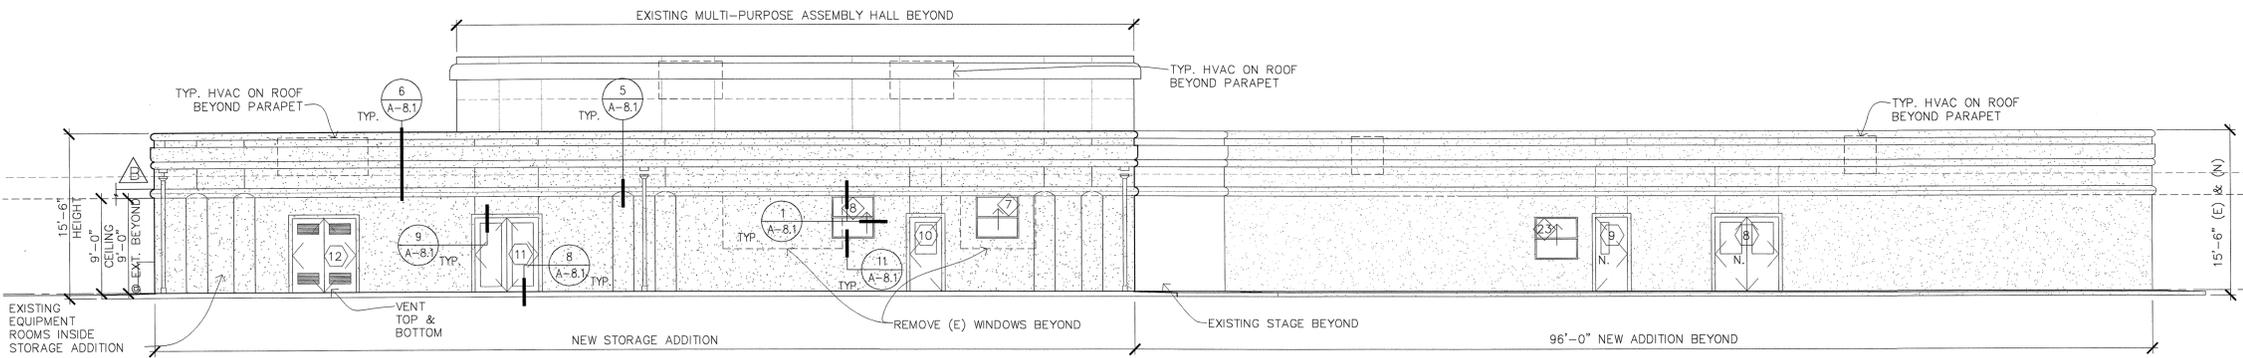 EXISTING MULTI-PURPOSE ASSEMBLY HALL BEYOND
TYP. HVAC ON ROOF
BEYOND PARAPET
6
A-8.1
TYP.
5
A-8.1
TYP.
TYP. HVAC ON ROOF
BEYOND PARAPET
TYP. HVAC ON ROOF
BEYOND PARAPET
B
15'-6"
HEIGHT
9'-0"
CEILING
9'-0"
@ EXT. BEYOND
12
9
A-8.1
TYP.
11
8
A-8.1
TYP.
1
A-8.1
TYP.
8
11
A-8.1
TYP.
10
7
23
9
N.
8
N.
15'-6" (E) & (N)
EXISTING
EQUIPMENT
ROOMS INSIDE
STORAGE ADDITION
VENT
TOP &
BOTTOM
REMOVE (E) WINDOWS BEYOND
EXISTING STAGE BEYOND
NEW STORAGE ADDITION
96'-0" NEW ADDITION BEYOND